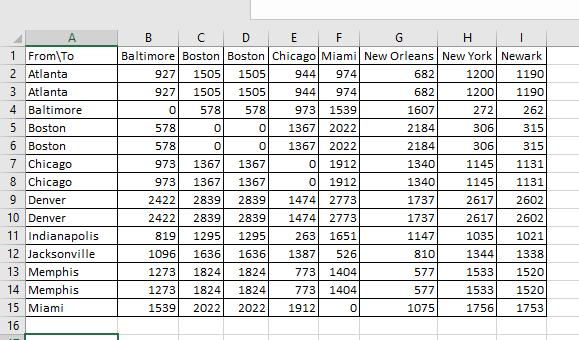 A B C D E F G H I
1 From\To Baltimore Boston Boston Chicago Miami New Orleans New York Newark
2 Atlanta 927 1505 1505 944 974 682 1200 1190
3 Atlanta 927 1505 1505 944 974 682 1200 1190
4 Baltimore 0 578 578 973 1539 1607 272 262
5 Boston 578 0 0 1367 2022 2184 306 315
6 Boston 578 0 0 1367 2022 2184 306 315
7 Chicago 973 1367 1367 0 1912 1340 1145 1131
8 Chicago 973 1367 1367 0 1912 1340 1145 1131
9 Denver 2422 2839 2839 1474 2773 1737 2617 2602
10 Denver 2422 2839 2839 1474 2773 1737 2617 2602
11 Indianapolis 819 1295 1295 263 1651 1147 1035 1021
12 Jacksonville 1096 1636 1636 1387 526 810 1344 1338
13 Memphis 1273 1824 1824 773 1404 577 1533 1520
14 Memphis 1273 1824 1824 773 1404 577 1533 1520
15 Miami 1539 2022 2022 1912 0 1075 1756 1753
16